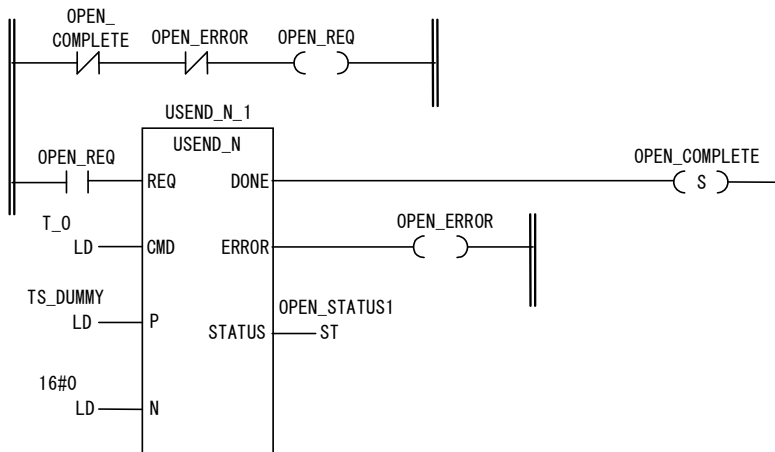 OPEN_
COMPLETE
OPEN_ERROR
OPEN_REQ
USEND_N_1
USEND_N
OPEN_REQ
REQ
DONE
OPEN_COMPLETE
S
T_0
LD
CMD
ERROR
OPEN_ERROR
TS_DUMMY
LD
P
OPEN_STATUS1
STATUS
ST
16#0
LD
N